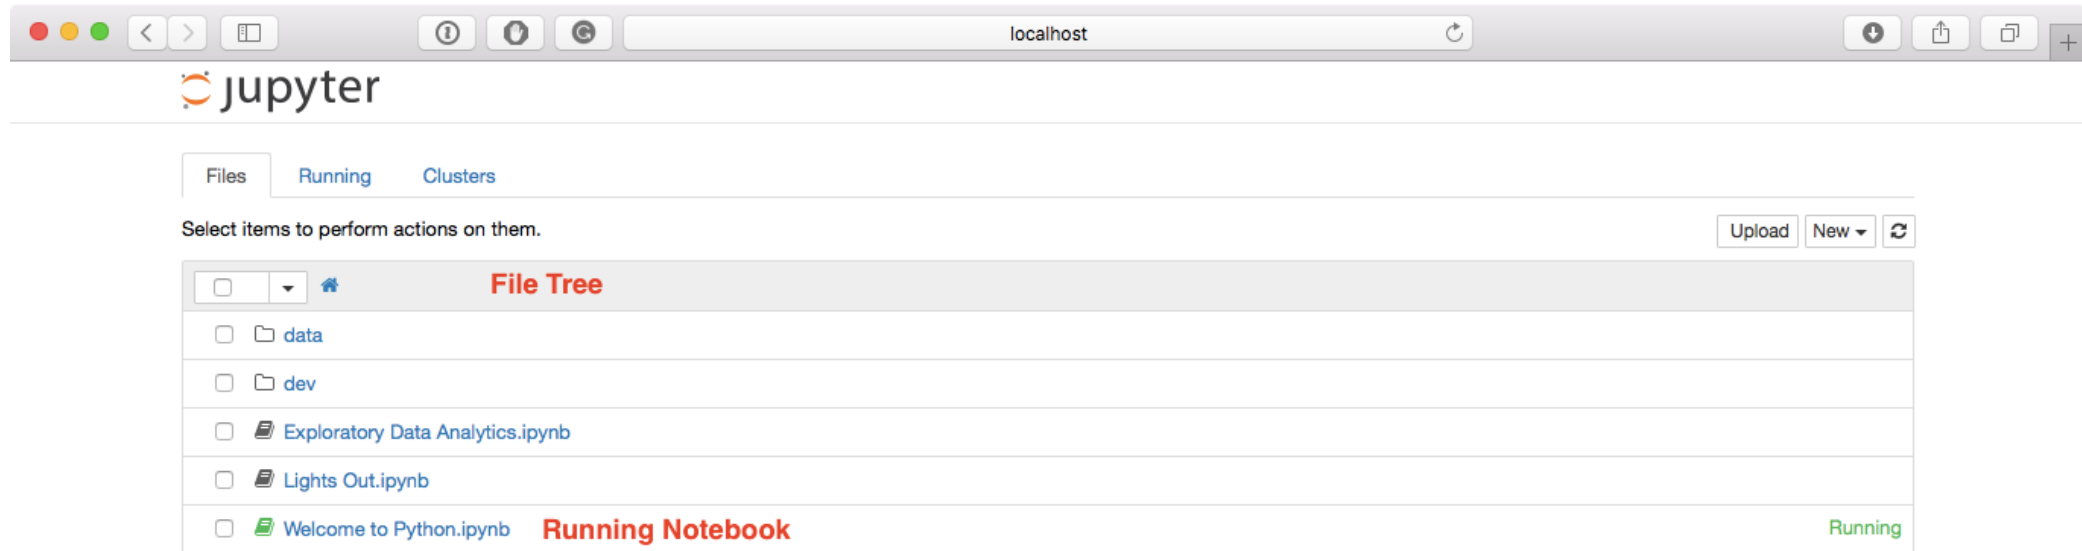 localhost
jupyter
Files Running Clusters
Select items to perform actions on them.
Upload New
File Tree
data
dev
Exploratory Data Analytics.ipynb
Lights Out.ipynb
Welcome to Python.ipynb Running Notebook Running